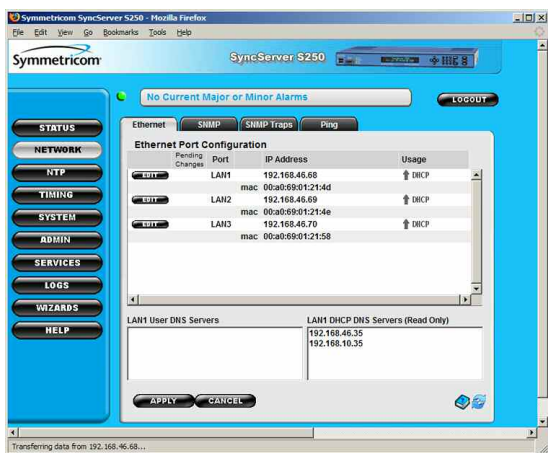 Symmetricom SyncServer S250 - Mozilla Firefox
File Edit View Go Bookmarks Tools Help
Symmetricom
SyncServer S250
No Current Major or Minor Alarms
LOGOUT
STATUS
NETWORK
NTP
TIMING
SYSTEM
ADMIN
SERVICES
LOGS
WIZARDS
HELP
Ethernet SNMP SNMP Traps Ping
Ethernet Port Configuration
Pending Changes Port IP Address Usage
EDIT LAN1 192.168.46.68 DHCP
mac 00:a0:69:01:21:4d
EDIT LAN2 192.168.46.69 DHCP
mac 00:a0:69:01:21:4e
EDIT LAN3 192.168.46.70 DHCP
mac 00:a0:69:01:21:58
LAN1 User DNS Servers
LAN1 DHCP DNS Servers (Read Only)
192.168.46.35
192.168.10.35
APPLY CANCEL
Transferring data from 192.168.46.68...